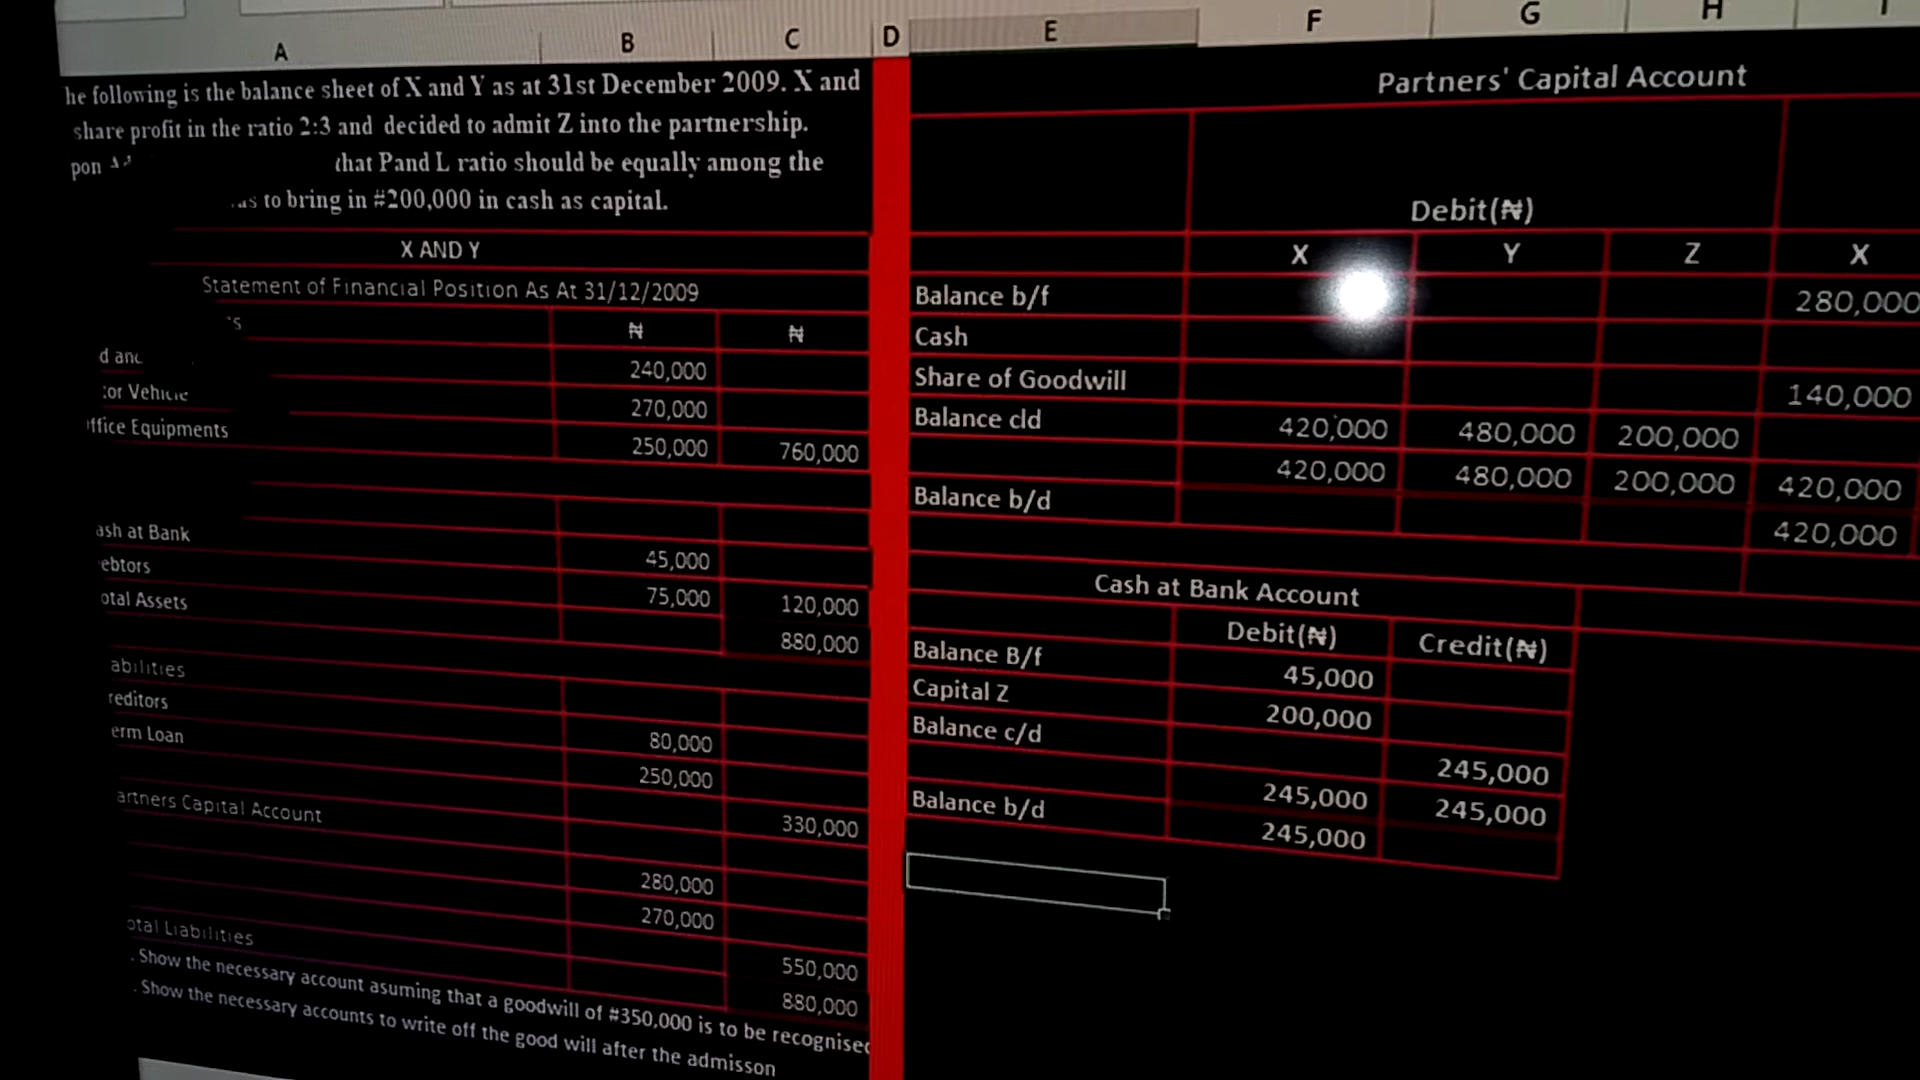 A B C D E F G H
he following is the balance sheet of X and Y as at 31st December 2009. X and
share profit in the ratio 2:3 and decided to admit Z into the partnership.
pon that Pand L ratio should be equally among the
to bring in #200,000 in cash as capital.
X AND Y
Statement of Financial Position As At 31/12/2009
₦ ₦
d and 240,000
tor Vehicle 270,000
ffice Equipments 250,000 760,000
ash at Bank 45,000
ebtors 75,000 120,000
otal Assets 880,000
abilities
reditors 80,000
erm Loan 250,000
330,000
artners Capital Account
280,000
270,000
550,000
otal Liabilities 880,000
. Show the necessary account asuming that a goodwill of #350,000 is to be recognised
. Show the necessary accounts to write off the good will after the admisson
Partners' Capital Account
Debit(₦)
X Y Z X
Balance b/f 280,000
Cash
Share of Goodwill 140,000
Balance cld 420,000 480,000 200,000
420,000 480,000 200,000 420,000
Balance b/d 420,000
Cash at Bank Account
Debit(₦) Credit(₦)
Balance B/f 45,000
Capital Z 200,000
Balance c/d 245,000
245,000 245,000
Balance b/d 245,000